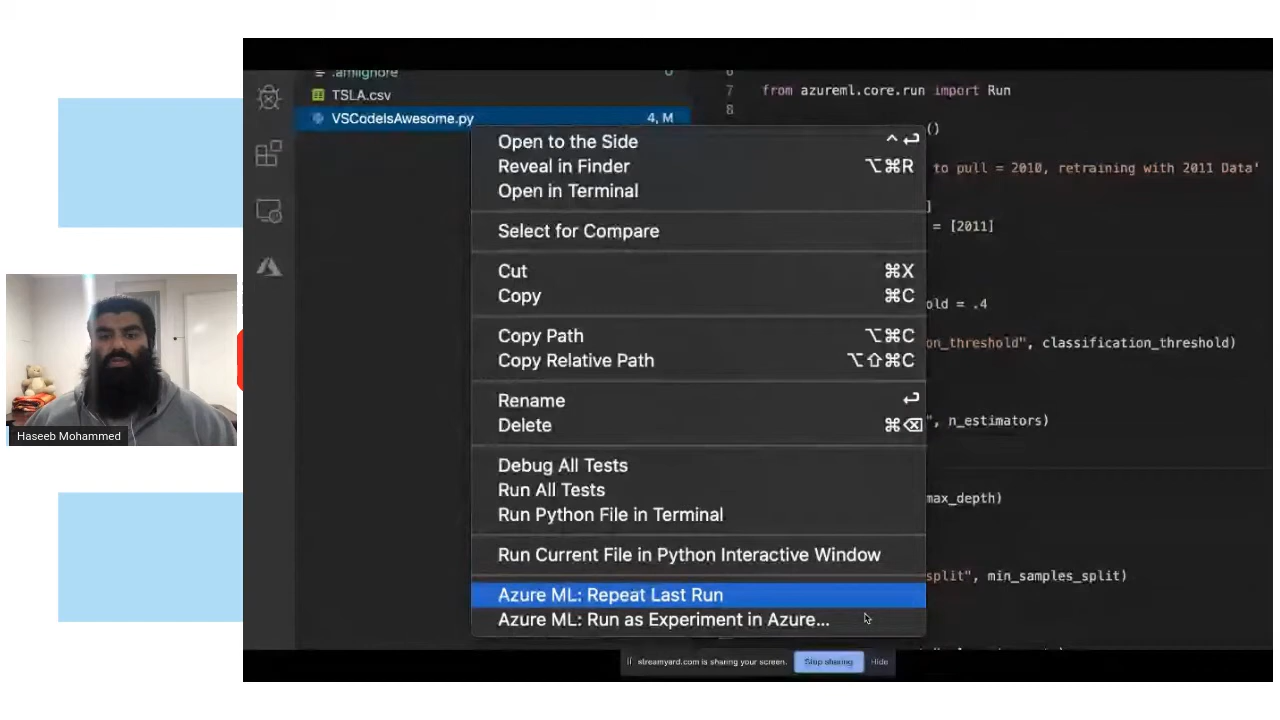 .amlignore U
TSLA.csv
VSCodeIsAwesome.py 4, M
Open to the Side ^↩
Reveal in Finder ⌥⌘R
Open in Terminal
Select for Compare
Cut ⌘X
Copy ⌘C
Copy Path ⌥⌘C
Copy Relative Path ⌥⇧⌘C
Rename ↩
Delete ⌘⌫
Debug All Tests
Run All Tests
Run Python File in Terminal
Run Current File in Python Interactive Window
Azure ML: Repeat Last Run
Azure ML: Run as Experiment in Azure...
7 from azureml.core.run import Run
8
()
to pull = 2010, retraining with 2011 Data'
]
= [2011]
old = .4
on_threshold", classification_threshold)
", n_estimators)
max_depth)
split", min_samples_split)
Haseeb Mohammed
streamyard.com is sharing your screen. Stop sharing Hide